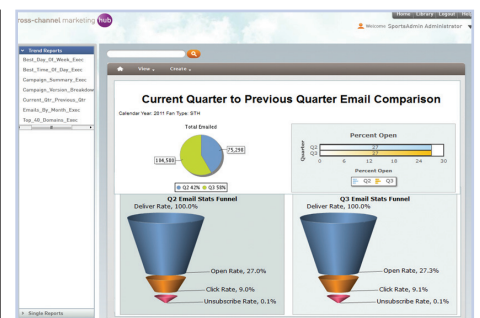 ross-channel marketing hub
Home Library Logout
Welcome SportsAdmin Administrator
Trend Reports
Best_Day_Of_Week_Exec
Best_Time_Of_Day_Exec
Campaign_Summary_Exec
Campaign_Version_Breakdow
Current_Qtr_Previous_Qtr
Emails_By_Month_Exec
Top_40_Domains_Exec
View
Create
Current Quarter to Previous Quarter Email Comparison
Calendar Year: 2011 Fan Type: STH
Total Emailed
75,298
104,580
Q2 42% Q3 58%
Percent Open
Quarter
Q2
27
Q3
27
0 6 12 18 24 30
Percent Open
Q2 Q3
Q2 Email Stats Funnel
Deliver Rate, 100.0%
Open Rate, 27.0%
Click Rate, 9.0%
Unsubscribe Rate, 0.1%
Q3 Email Stats Funnel
Deliver Rate, 100.0%
Open Rate, 27.3%
Click Rate, 9.1%
Unsubscribe Rate, 0.1%
Single Reports